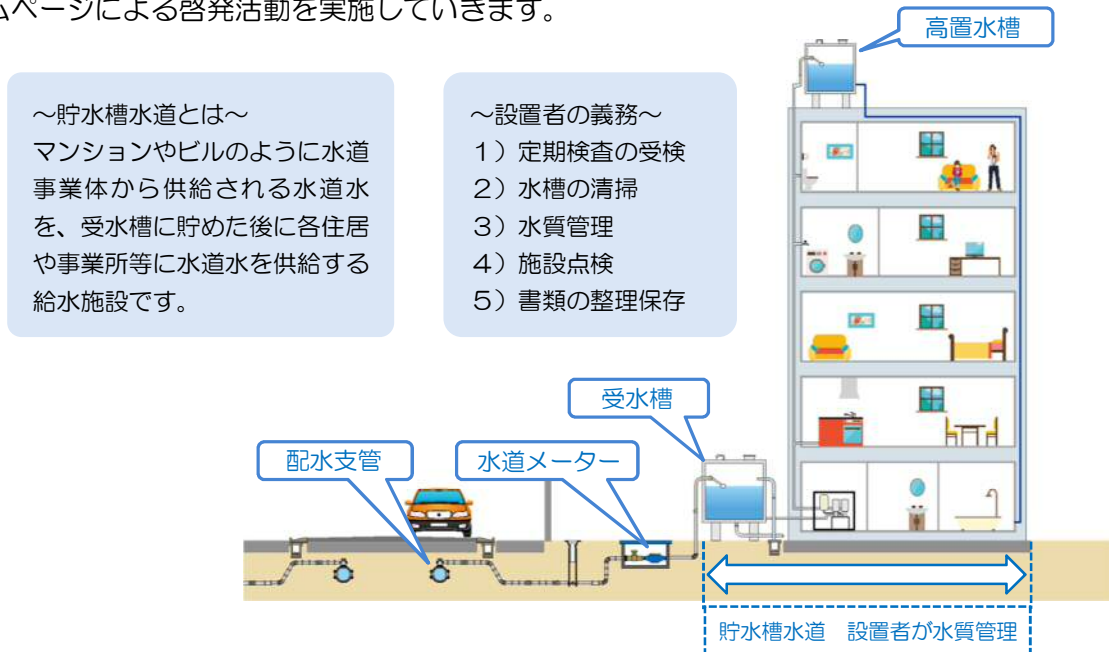 ムページによる啓発活動を実施していきます。
高置水槽
～貯水槽水道とは～
マンションやビルのように水道
事業体から供給される水道水
を、受水槽に貯めた後に各住居
や事業所等に水道水を供給する
給水施設です。
～設置者の義務～
１）定期検査の受検
２）水槽の清掃
３）水質管理
４）施設点検
５）書類の整理保存
受水槽
配水支管
水道メーター
貯水槽水道　設置者が水質管理